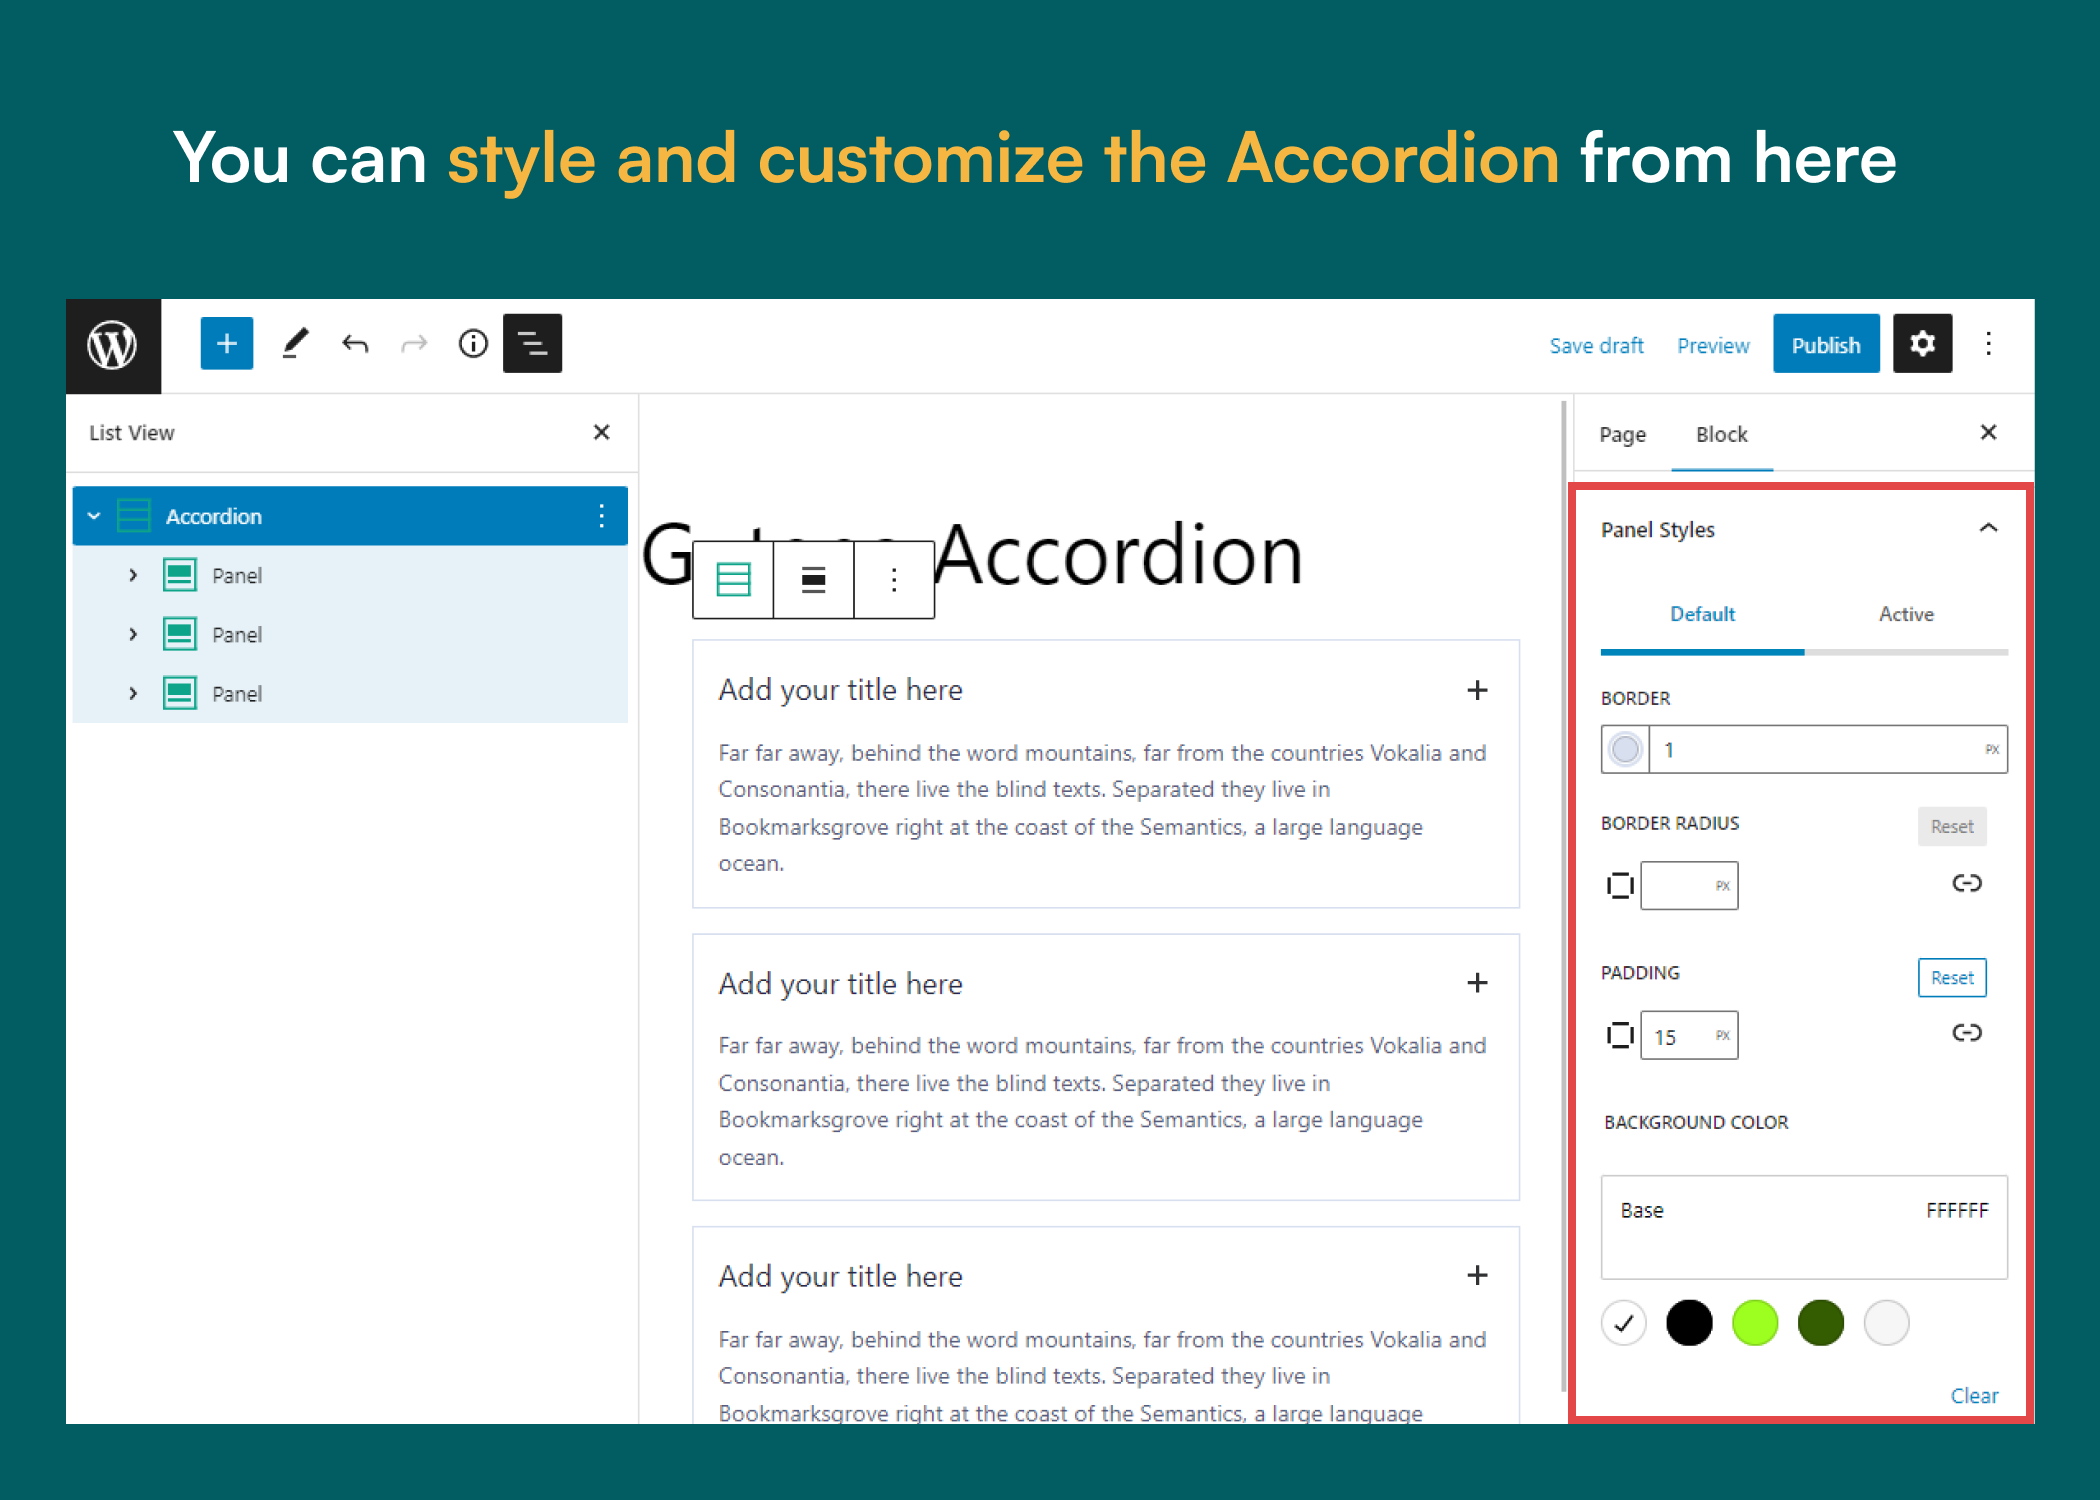 You can style and customize the Accordion from here
Save draft
Preview
Publish
List View
Page
Block
Accordion
Panel
Panel
Panel
Accordion
Add your title here
Far far away, behind the word mountains, far from the countries Vokalia and
Consonantia, there live the blind texts. Separated they live in
Bookmarksgrove right at the coast of the Semantics, a large language
ocean.
Add your title here
Far far away, behind the word mountains, far from the countries Vokalia and
Consonantia, there live the blind texts. Separated they live in
Bookmarksgrove right at the coast of the Semantics, a large language
ocean.
Add your title here
Far far away, behind the word mountains, far from the countries Vokalia and
Consonantia, there live the blind texts. Separated they live in
Bookmarksgrove right at the coast of the Semantics, a large language
Panel Styles
Default
Active
BORDER
1 PX
BORDER RADIUS
Reset
PX
PADDING
Reset
15 PX
BACKGROUND COLOR
Base FFFFFF
Clear